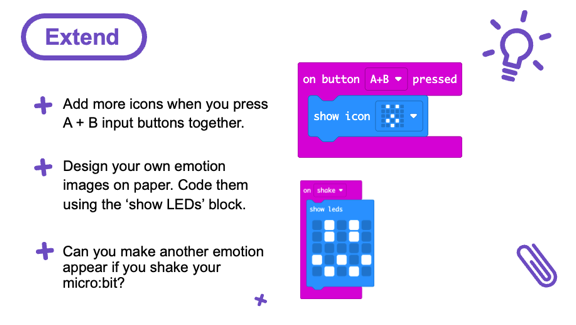 Extend
Add more icons when you press
A + B input buttons together.
Design your own emotion
images on paper. Code them
using the ‘show LEDs’ block.
Can you make another emotion
appear if you shake your
micro:bit?
on button A+B pressed
show icon
on shake
show leds